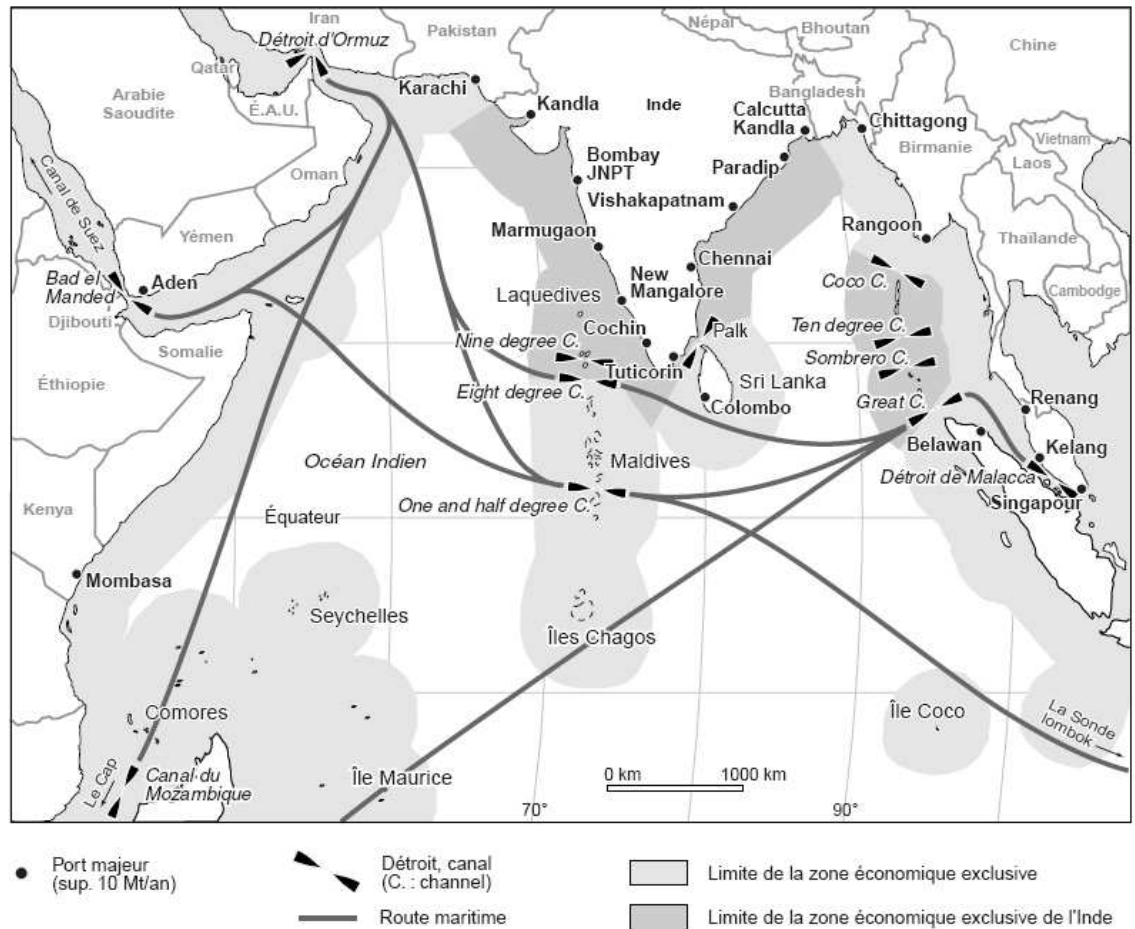 Iran
Détroit d'Ormuz
Pakistan
Népal
Bhoutan
Chine
Qatar
Karachi
Arabie
Saoudite
É.A.U.
Kandla
Inde
Bangladesh
Calcutta
Kandla
Chittagong
Birmanie
Vietnam
Laos
Oman
Bombay
JNPT
Paradip
Vishakapatnam
Canal de Suez
Yémen
Marmugaon
Rangoon
Thaïlande
Bad el
Manded
Aden
Chennai
New
Mangalore
Coco C.
Cambodge
Djibouti
Laquedives
Somalie
Cochin
Palk
Ten degree C.
Nine degree C.
Sombrero C.
Éthiopie
Tuticorin
Eight degree C.
Sri Lanka
Colombo
Great C.
Renang
Belawan
Kelang
Océan Indien
Maldives
Détroit de Malacca
Singapour
One and half degree C.
Kenya
Équateur
Mombasa
Seychelles
Îles Chagos
Comores
Île Coco
La Sonde
lombok
Le Cap
Canal du
Mozambique
Île Maurice
0 km
1000 km
70°
90°
Port majeur
(sup. 10 Mt/an)
Détroit, canal
(C. : channel)
Route maritime
Limite de la zone économique exclusive
Limite de la zone économique exclusive de l'Inde